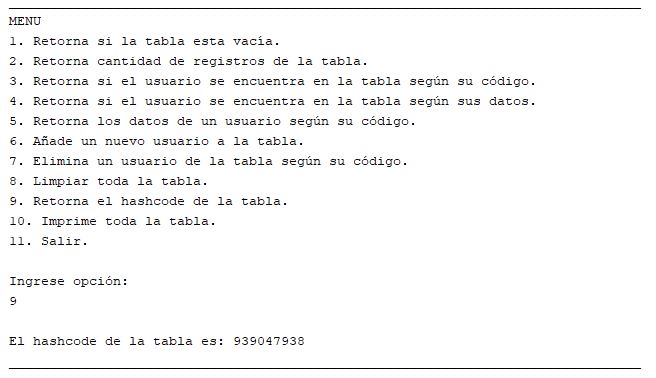 MENU
1. Retorna si la tabla esta vacía.
2. Retorna cantidad de registros de la tabla.
3. Retorna si el usuario se encuentra en la tabla según su código.
4. Retorna si el usuario se encuentra en la tabla según sus datos.
5. Retorna los datos de un usuario según su código.
6. Añade un nuevo usuario a la tabla.
7. Elimina un usuario de la tabla según su código.
8. Limpiar toda la tabla.
9. Retorna el hashcode de la tabla.
10. Imprime toda la tabla.
11. Salir.
Ingrese opción:
9
El hashcode de la tabla es: 939047938